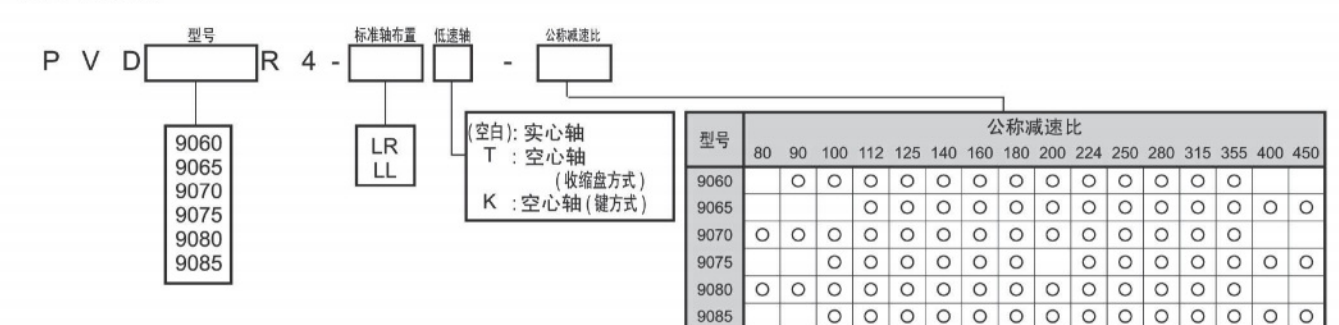 型号 标准轴布置 低速轴 公称减速比
P V D R 4 - -
9060
9065
9070
9075
9080
9085
LR
LL
(空白): 实心轴
T : 空心轴
(收缩盘方式)
K : 空心轴(键方式)
型号 公称减速比
80 90 100 112 125 140 160 180 200 224 250 280 315 355 400 450
9060 ○ ○ ○ ○ ○ ○ ○ ○ ○ ○ ○ ○ ○
9065 ○ ○ ○ ○ ○ ○ ○ ○ ○ ○ ○ ○ ○
9070 ○ ○ ○ ○ ○ ○ ○ ○ ○ ○ ○ ○ ○ ○
9075 ○ ○ ○ ○ ○ ○ ○ ○ ○ ○ ○ ○ ○
9080 ○ ○ ○ ○ ○ ○ ○ ○ ○ ○ ○ ○ ○ ○
9085 ○ ○ ○ ○ ○ ○ ○ ○ ○ ○ ○ ○ ○ ○